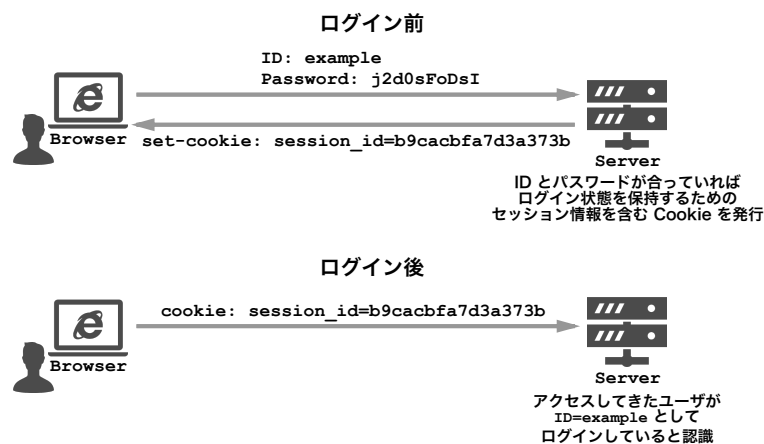 ログイン前
ID: example
Password: j2d0sFoDsI
Browser
set-cookie: session_id=b9cacbfa7d3a373b
Server
ID とパスワードが合っていれば
ログイン状態を保持するための
セッション情報を含む Cookie を発行
ログイン後
cookie: session_id=b9cacbfa7d3a373b
Browser
Server
アクセスしてきたユーザが
ID=example として
ログインしていると認識